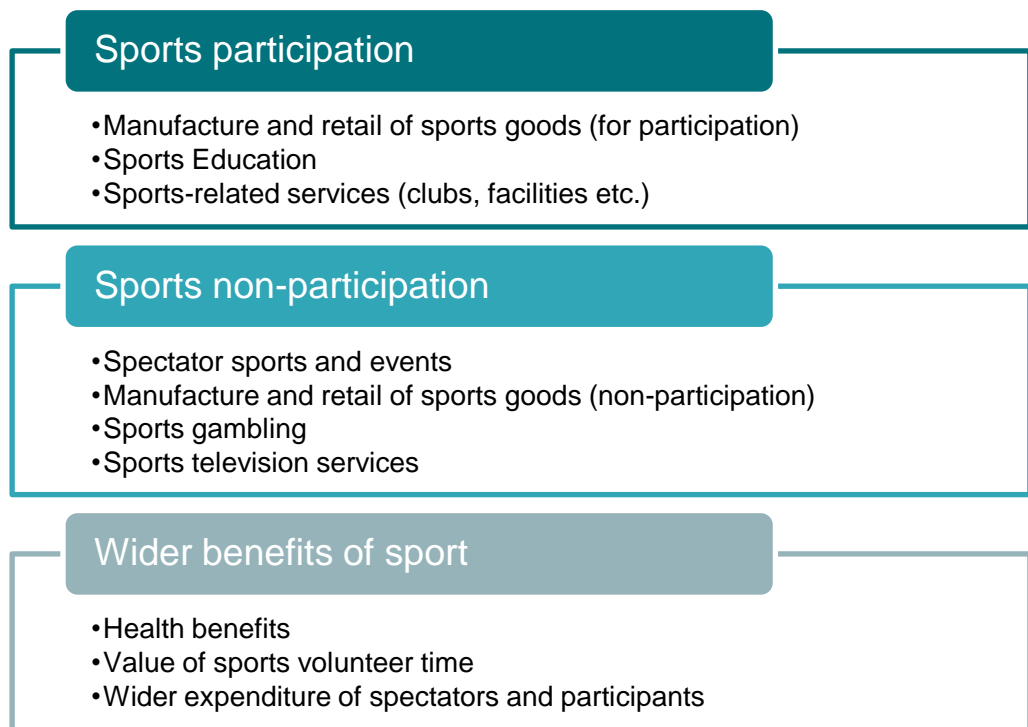 Sports participation
•Manufacture and retail of sports goods (for participation)
•Sports Education
•Sports-related services (clubs, facilities etc.)
Sports non-participation
•Spectator sports and events
•Manufacture and retail of sports goods (non-participation)
•Sports gambling
•Sports television services
Wider benefits of sport
•Health benefits
•Value of sports volunteer time
•Wider expenditure of spectators and participants